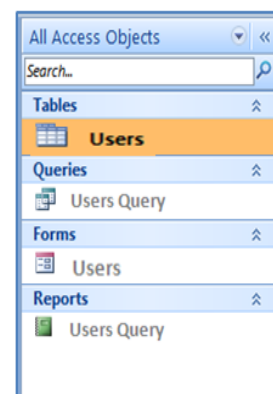 All Access Objects
Search...
Tables
Users
Queries
Users Query
Forms
Users
Reports
Users Query